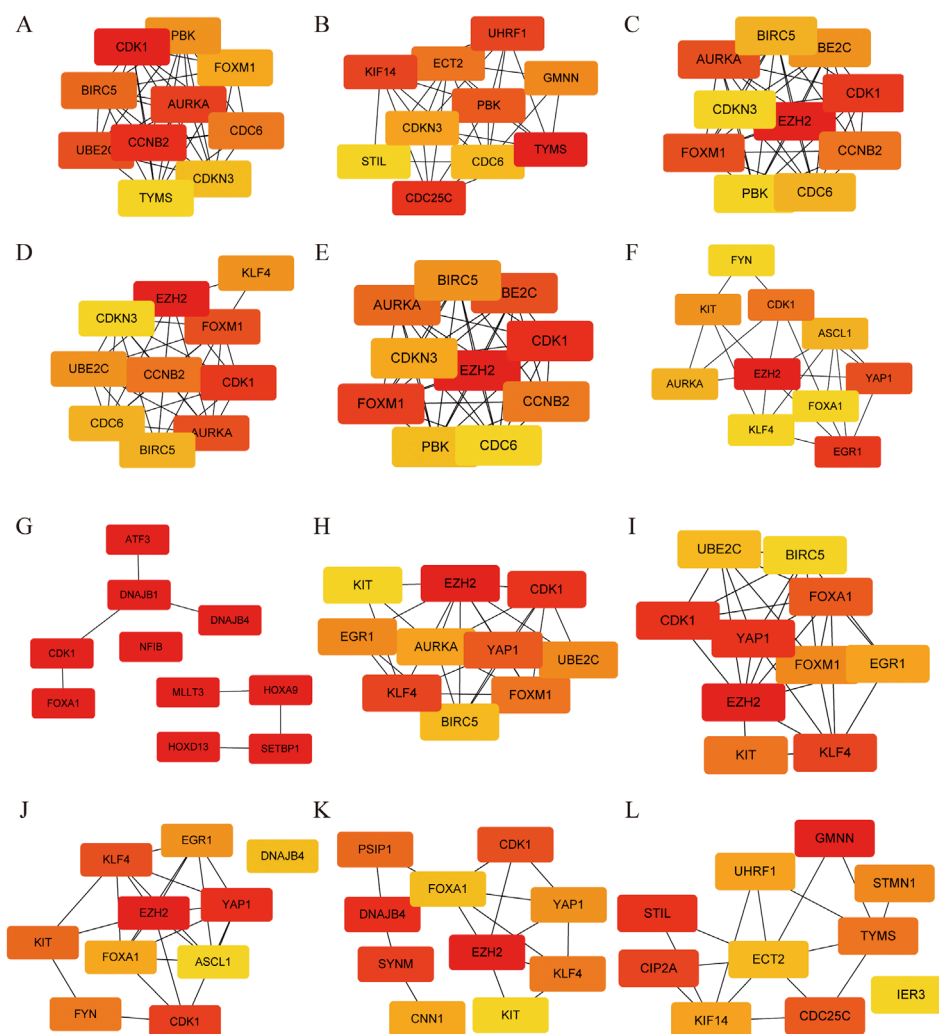 A
PBK
CDK1
FOXM1
BIRC5
AURKA
CDC6
CCNB2
UBE2C
CDKN3
TYMS
B
UHRF1
ECT2
KIF14
GMNN
PBK
CDKN3
TYMS
STIL
CDC6
CDC25C
C
BIRC5
BE2C
AURKA
CDK1
CDKN3
EZH2
FOXM1
CCNB2
PBK
CDC6
D
KLF4
EZH2
CDKN3
FOXM1
UBE2C
CCNB2
CDK1
CDC6
AURKA
BIRC5
E
BIRC5
BE2C
AURKA
CDK1
CDKN3
EZH2
FOXM1
CCNB2
PBK
CDC6
F
FYN
KIT
CDK1
ASCL1
AURKA
EZH2
YAP1
FOXA1
KLF4
EGR1
G
ATF3
DNAJB1
DNAJB4
CDK1
NFIB
FOXA1
MLLT3
HOXA9
HOXD13
SETBP1
H
KIT
EZH2
CDK1
EGR1
AURKA
YAP1
UBE2C
KLF4
FOXM1
BIRC5
I
UBE2C
BIRC5
FOXA1
CDK1
YAP1
FOXM1
EGR1
EZH2
KIT
KLF4
J
EGR1
DNAJB4
KLF4
EZH2
YAP1
KIT
FOXA1
ASCL1
FYN
CDK1
K
PSIP1
CDK1
FOXA1
DNAJB4
YAP1
SYNM
EZH2
KLF4
CNN1
KIT
L
GMNN
UHRF1
STMN1
STIL
TYMS
CIP2A
ECT2
IER3
KIF14
CDC25C